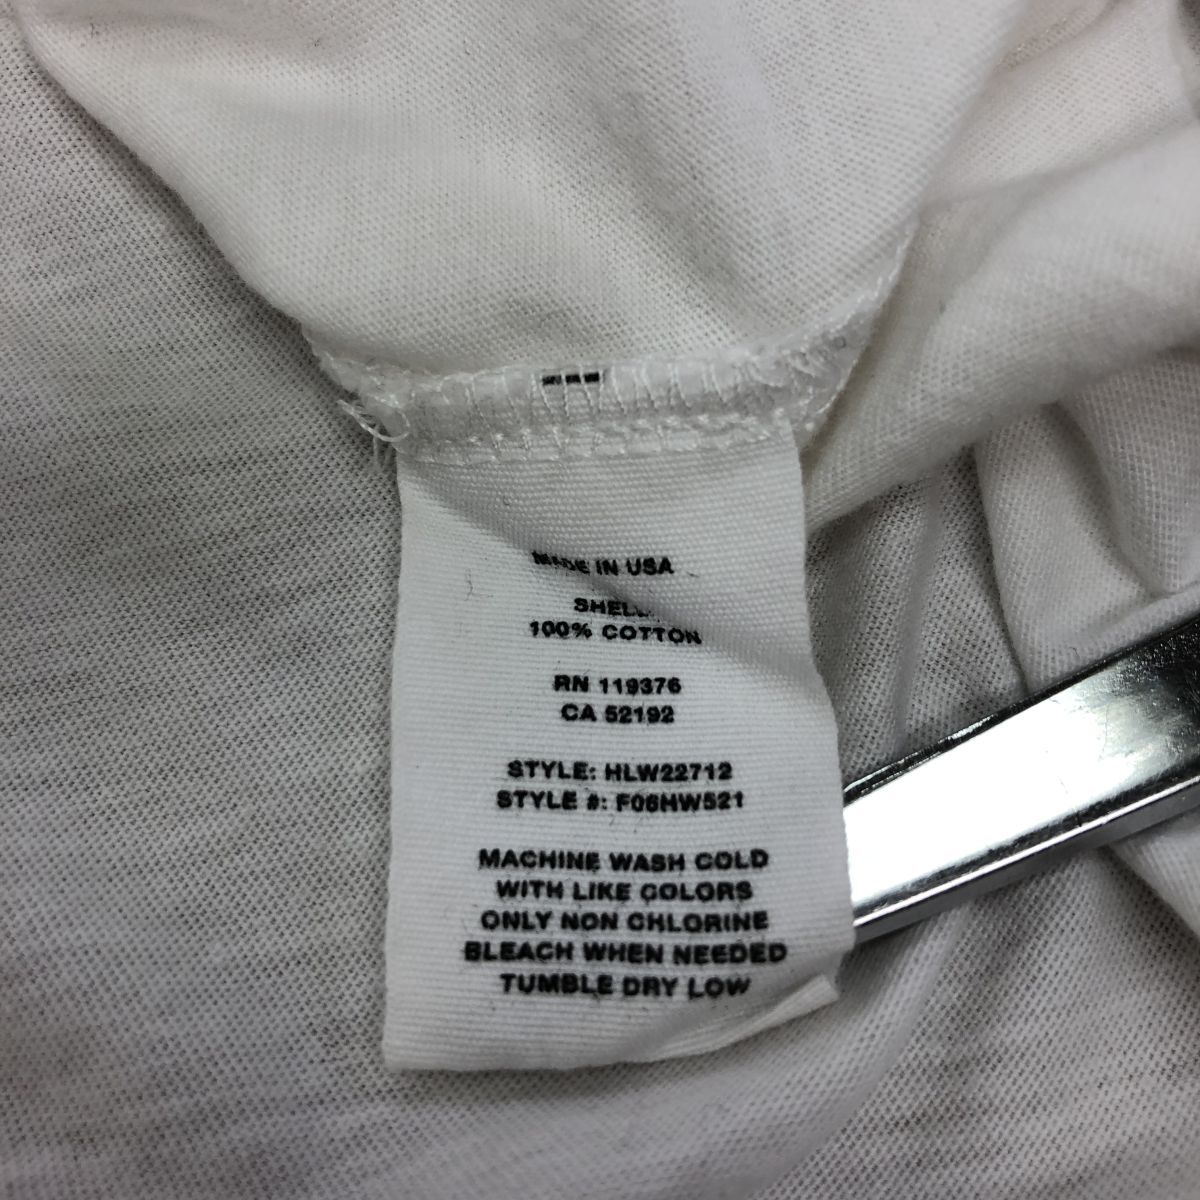 MADE IN USA
SHELL:
100% COTTON
RN 119376
CA 52192
STYLE: HLW22712
STYLE #: F06HW521
MACHINE WASH COLD
WITH LIKE COLORS
ONLY NON CHLORINE
BLEACH WHEN NEEDED
TUMBLE DRY LOW